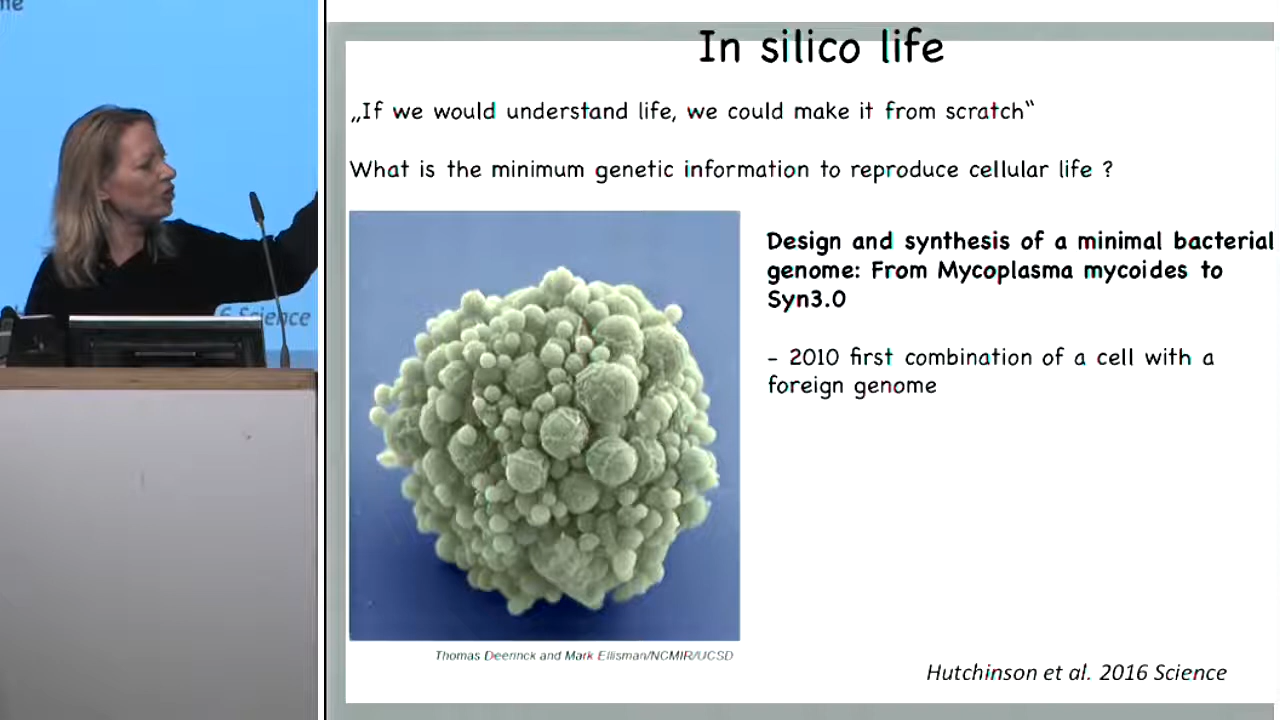 In silico life
„If we would understand life, we could make it from scratch“
What is the minimum genetic information to reproduce cellular life ?
Design and synthesis of a minimal bacterial
genome: From Mycoplasma mycoides to
Syn3.0
- 2010 first combination of a cell with a
foreign genome
Thomas Deerinck and Mark Ellisman/NCMIR/UCSD
Hutchinson et al. 2016 Science
6 Science